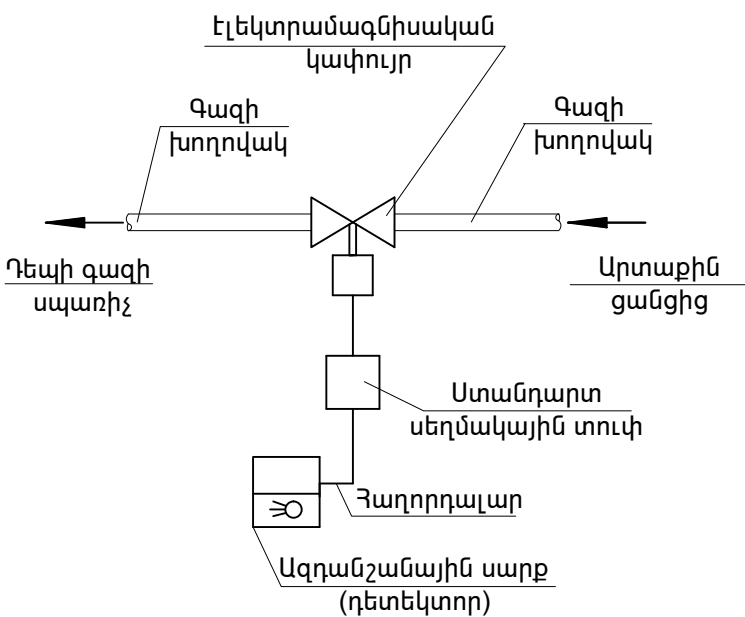 էլեկտրամագնիսական
կափույր
Գազի
խողովակ
Գազի
խողովակ
Դեպի գազի
սպառիչ
Արտաքին
ցանցից
Ստանդարտ
սեղմակային տուփ
Հաղորդալար
Ազդանշանային սարք
(դետեկտոր)